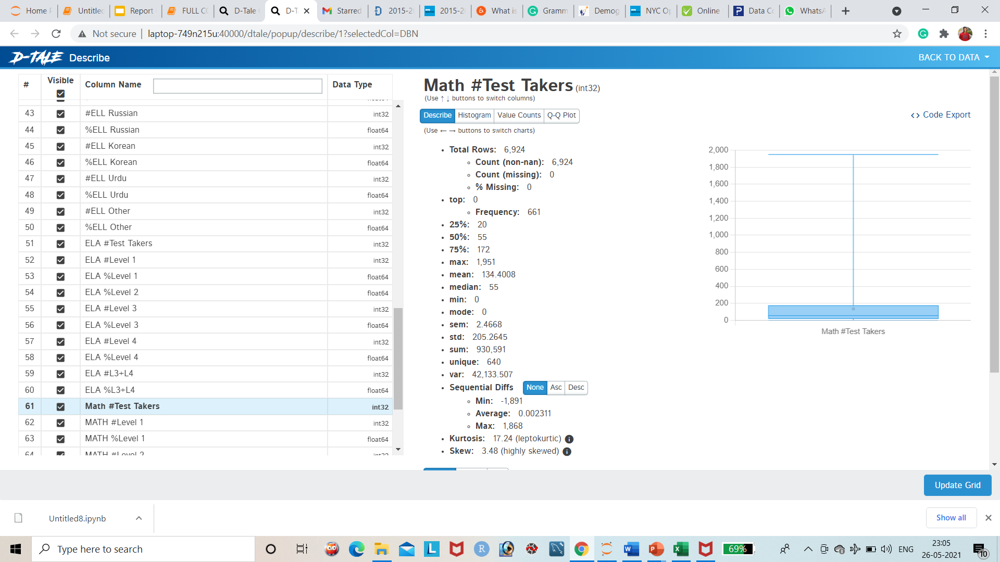 Home
Untitled
Report
FULL CO
D-Tale
D-T
Starred
2015-2
2015-2
What is
Gramm
Demog
NYC Op
Online
Data Co
WhatsA
Not secure | laptop-749n215u:40000/dtale/popup/describe/1?selectedCol=DBN
D-TALE Describe
BACK TO DATA
# Visible Column Name Data Type
43 #ELL Russian int32
44 %ELL Russian float64
45 #ELL Korean int32
46 %ELL Korean float64
47 #ELL Urdu int32
48 %ELL Urdu float64
49 #ELL Other int32
50 %ELL Other float64
51 ELA #Test Takers int32
52 ELA #Level 1 int32
53 ELA %Level 1 float64
54 ELA %Level 2 float64
55 ELA #Level 3 int32
56 ELA %Level 3 float64
57 ELA #Level 4 int32
58 ELA %Level 4 float64
59 ELA #L3+L4 int32
60 ELA %L3+L4 float64
61 Math #Test Takers int32
62 MATH #Level 1 int32
63 MATH %Level 1 float64
64 MATH #Level 2 int32
Math #Test Takers (int32)
(Use ↑ ↓ buttons to switch columns)
Describe Histogram Value Counts Q-Q Plot
<> Code Export
(Use ← → buttons to switch charts)
Total Rows: 6,924
Count (non-nan): 6,924
Count (missing): 0
% Missing: 0
top: 0
Frequency: 661
25%: 20
50%: 55
75%: 172
max: 1,951
mean: 134.4008
median: 55
min: 0
mode: 0
sem: 2.4668
std: 205.2645
sum: 930,591
unique: 640
var: 42,133.507
Sequential Diffs None Asc Desc
Min: -1,891
Average: 0.002311
Max: 1,868
Kurtosis: 17.24 (leptokurtic)
Skew: 3.48 (highly skewed)
2,000
1,800
1,600
1,400
1,200
1,000
800
600
400
200
0
Math #Test Takers
Update Grid
Untitled8.ipynb
Show all
Type here to search
69%
ENG
23:05
26-05-2021
10